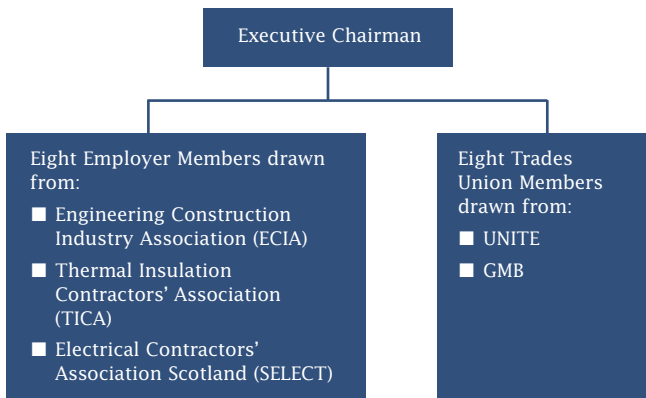 Executive Chairman
Eight Employer Members drawn
from:
■ Engineering Construction
Industry Association (ECIA)
■ Thermal Insulation
Contractors’ Association
(TICA)
■ Electrical Contractors’
Association Scotland (SELECT)
Eight Trades
Union Members
drawn from:
■ UNITE
■ GMB